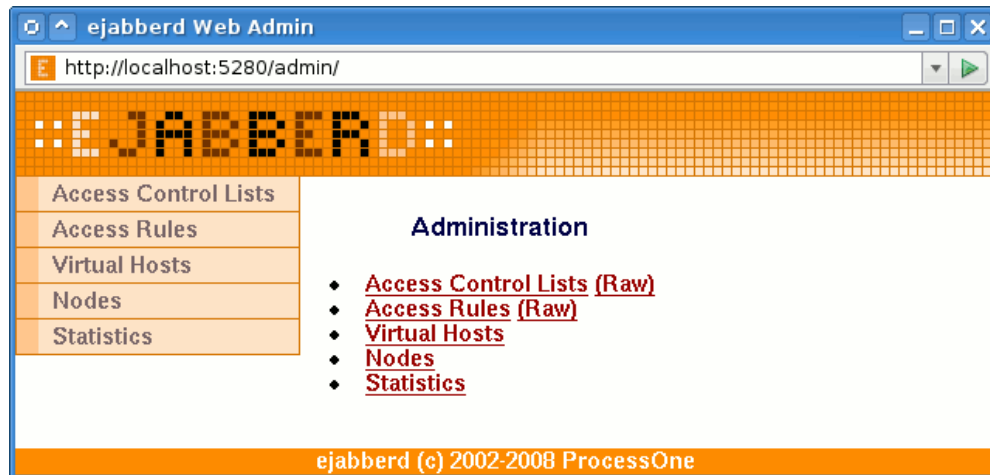 ejabberd Web Admin
E http://localhost:5280/admin/
::EJABBERD::
Access Control Lists
Access Rules
Virtual Hosts
Nodes
Statistics
Administration
Access Control Lists (Raw)
Access Rules (Raw)
Virtual Hosts
Nodes
Statistics
ejabberd (c) 2002-2008 ProcessOne